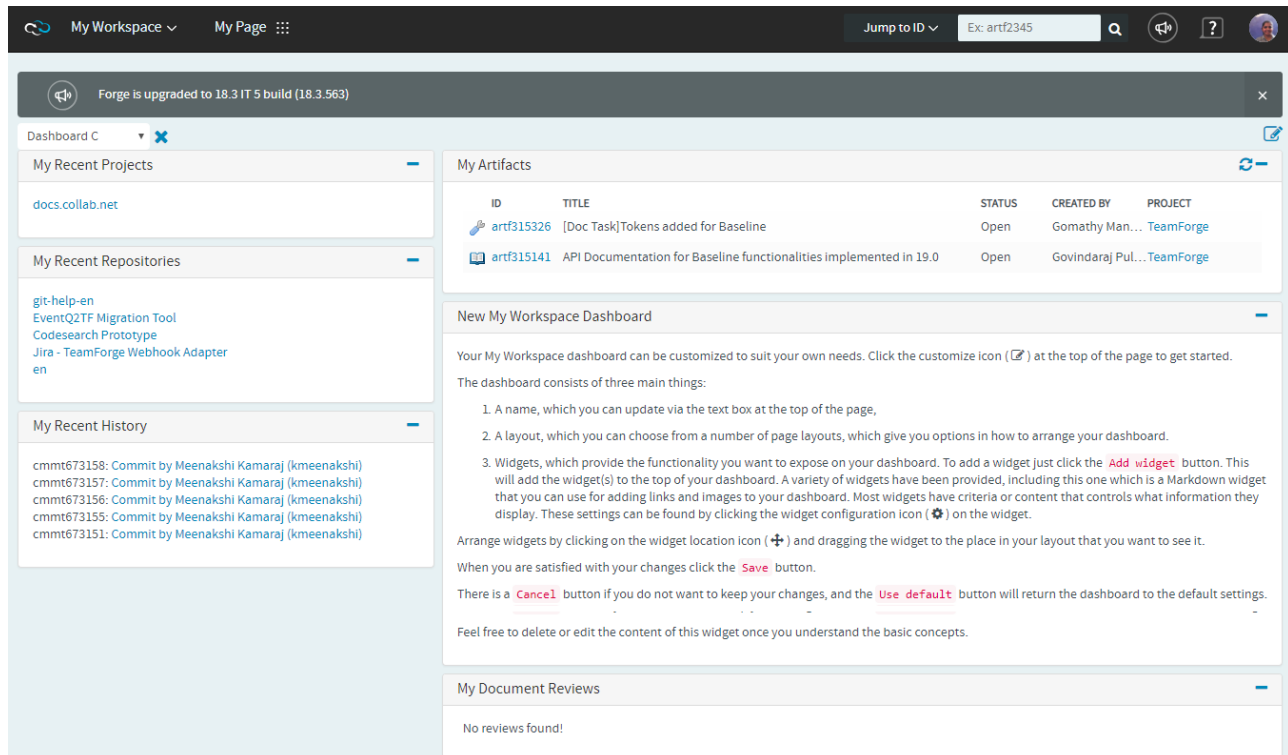 My Workspace
My Page
Jump to ID
Ex: artf2345
?
Forge is upgraded to 18.3 IT 5 build (18.3.563)
Dashboard C
My Recent Projects
docs.collab.net
My Recent Repositories
git-help-en
EventQ2TF Migration Tool
Codesearch Prototype
Jira - TeamForge Webhook Adapter
en
My Recent History
cmmt673158: Commit by Meenakshi Kamaraj (kmeenakshi)
cmmt673157: Commit by Meenakshi Kamaraj (kmeenakshi)
cmmt673156: Commit by Meenakshi Kamaraj (kmeenakshi)
cmmt673155: Commit by Meenakshi Kamaraj (kmeenakshi)
cmmt673151: Commit by Meenakshi Kamaraj (kmeenakshi)
My Artifacts
ID TITLE STATUS CREATED BY PROJECT
artf315326 [Doc Task]Tokens added for Baseline Open Gomathy Man... TeamForge
artf315141 API Documentation for Baseline functionalities implemented in 19.0 Open Govindaraj Pul... TeamForge
New My Workspace Dashboard
Your My Workspace dashboard can be customized to suit your own needs. Click the customize icon ( ) at the top of the page to get started.
The dashboard consists of three main things:
1. A name, which you can update via the text box at the top of the page,
2. A layout, which you can choose from a number of page layouts, which give you options in how to arrange your dashboard.
3. Widgets, which provide the functionality you want to expose on your dashboard. To add a widget just click the Add widget button. This
will add the widget(s) to the top of your dashboard. A variety of widgets have been provided, including this one which is a Markdown widget
that you can use for adding links and images to your dashboard. Most widgets have criteria or content that controls what information they
display. These settings can be found by clicking the widget configuration icon ( ) on the widget.
Arrange widgets by clicking on the widget location icon ( ) and dragging the widget to the place in your layout that you want to see it.
When you are satisfied with your changes click the Save button.
There is a Cancel button if you do not want to keep your changes, and the Use default button will return the dashboard to the default settings.
Feel free to delete or edit the content of this widget once you understand the basic concepts.
My Document Reviews
No reviews found!